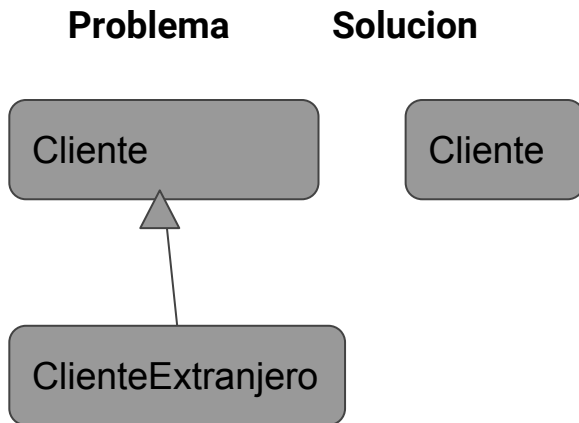 Problema Solucion
Cliente Cliente
ClienteExtranjero